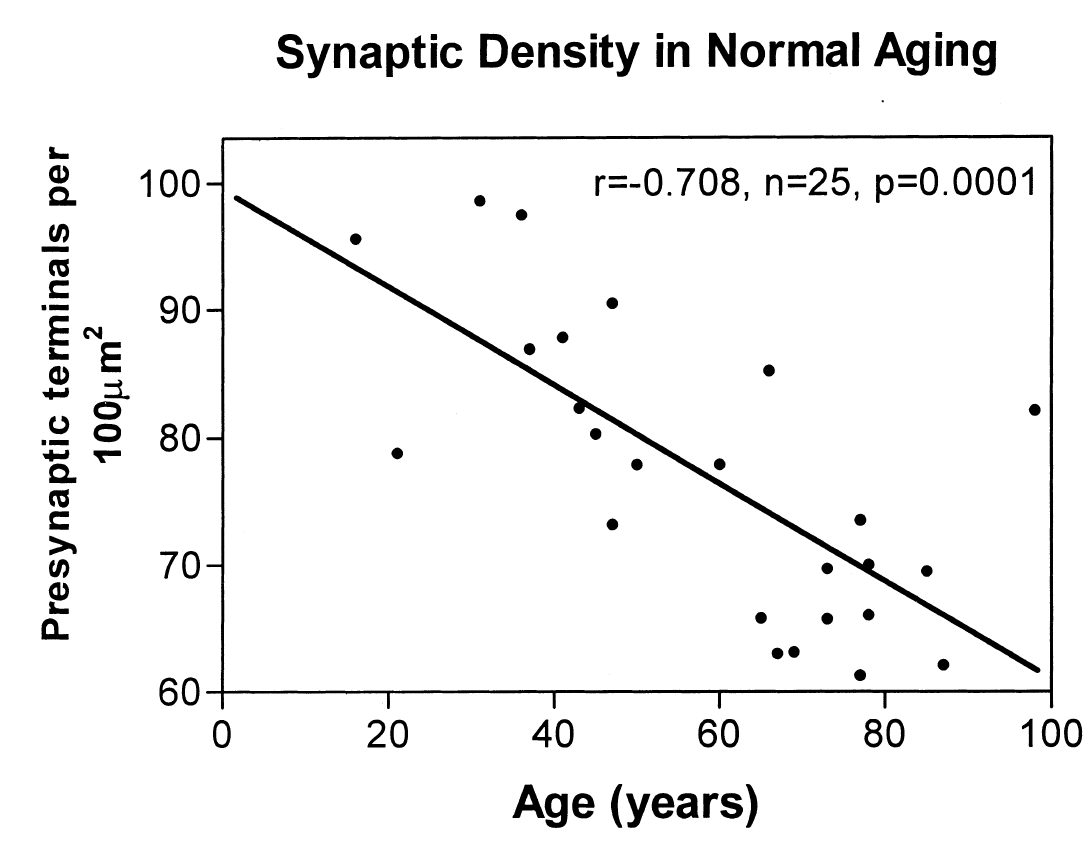 Synaptic Density in Normal Aging
r=-0.708, n=25, p=0.0001
Presynaptic terminals per
100μm²
100
90
80
70
60
0 20 40 60 80 100
Age (years)